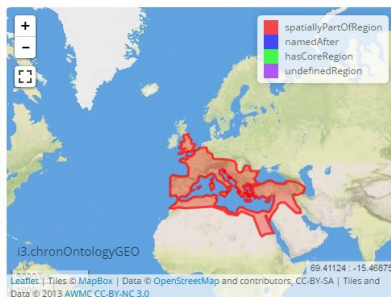 +
−
spatiallyPartOfRegion
namedAfter
hasCoreRegion
undefinedRegion
i3.chronOntologyGEO
69.41124 : -15.46875
Leaflet | Tiles © MapBox | Data © OpenStreetMap and contributors, CC-BY-SA | Tiles and
Data © 2013 AWMC CC-BY-NC 3.0